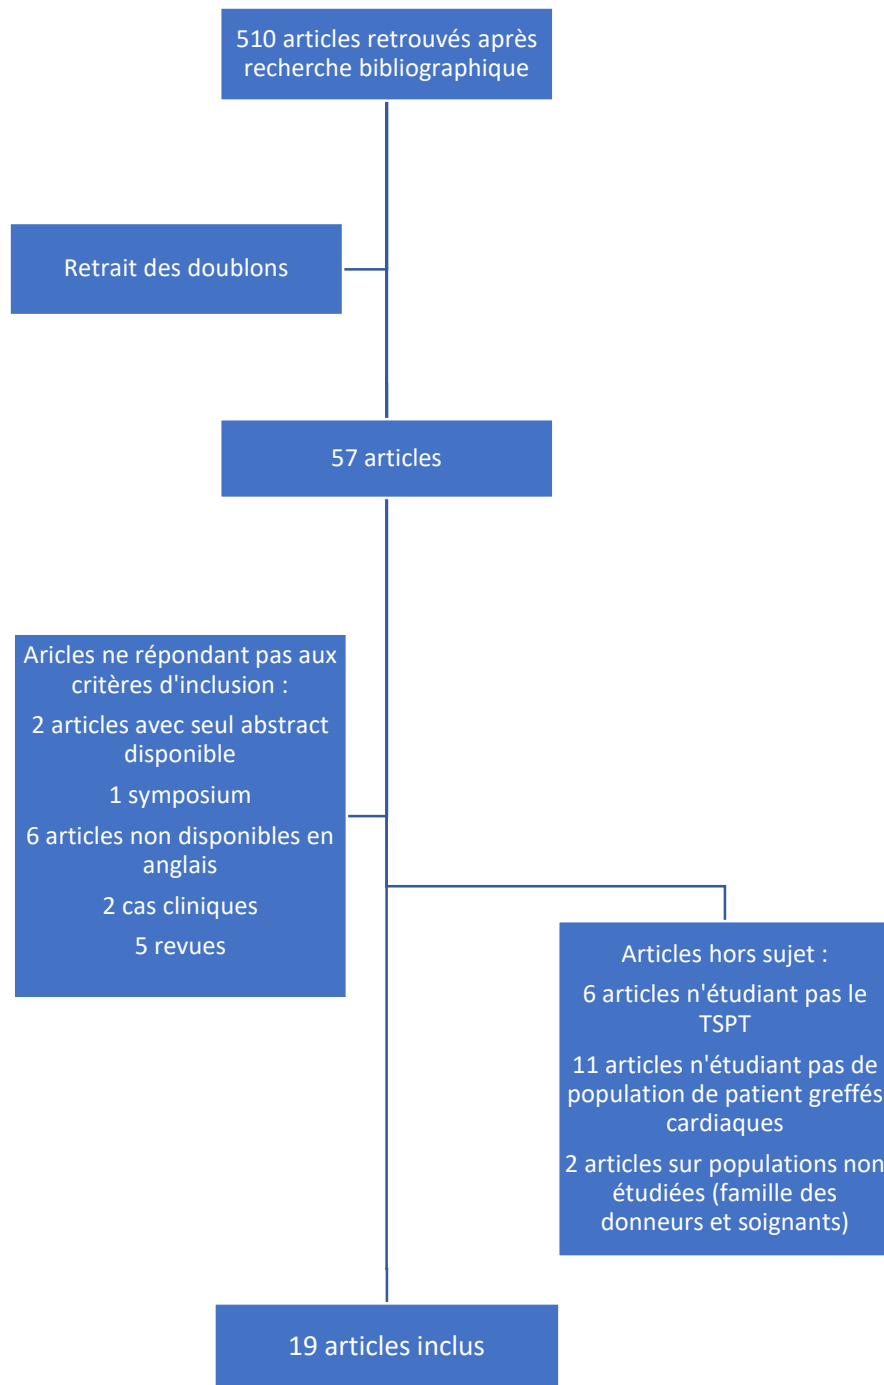 510 articles retrouvés après
recherche bibliographique
Retrait des doublons
57 articles
Aricles ne répondant pas aux
critères d'inclusion :
2 articles avec seul abstract
disponible
1 symposium
6 articles non disponibles en
anglais
2 cas cliniques
5 revues
Articles hors sujet :
6 articles n'étudiant pas le
TSPT
11 articles n'étudiant pas de
population de patient greffés
cardiaques
2 articles sur populations non
étudiées (famille des
donneurs et soignants)
19 articles inclus